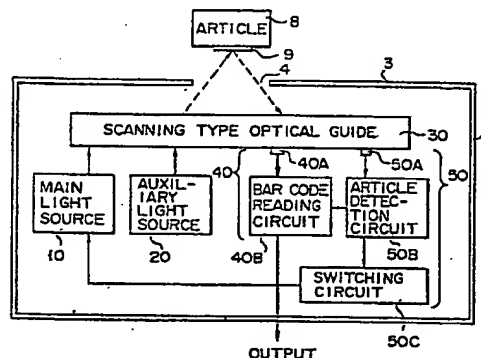 ARTICLE
8
9
4
3
SCANNING TYPE OPTICAL GUIDE
30
40
40A
50A
50
MAIN
LIGHT
SOURCE
10
AUXIL-
IARY
LIGHT
SOURCE
20
BAR CODE
READING
CIRCUIT
40B
ARTICLE
DETEC-
TION
CIRCUIT
50B
SWITCHING
CIRCUIT
50C
OUTPUT